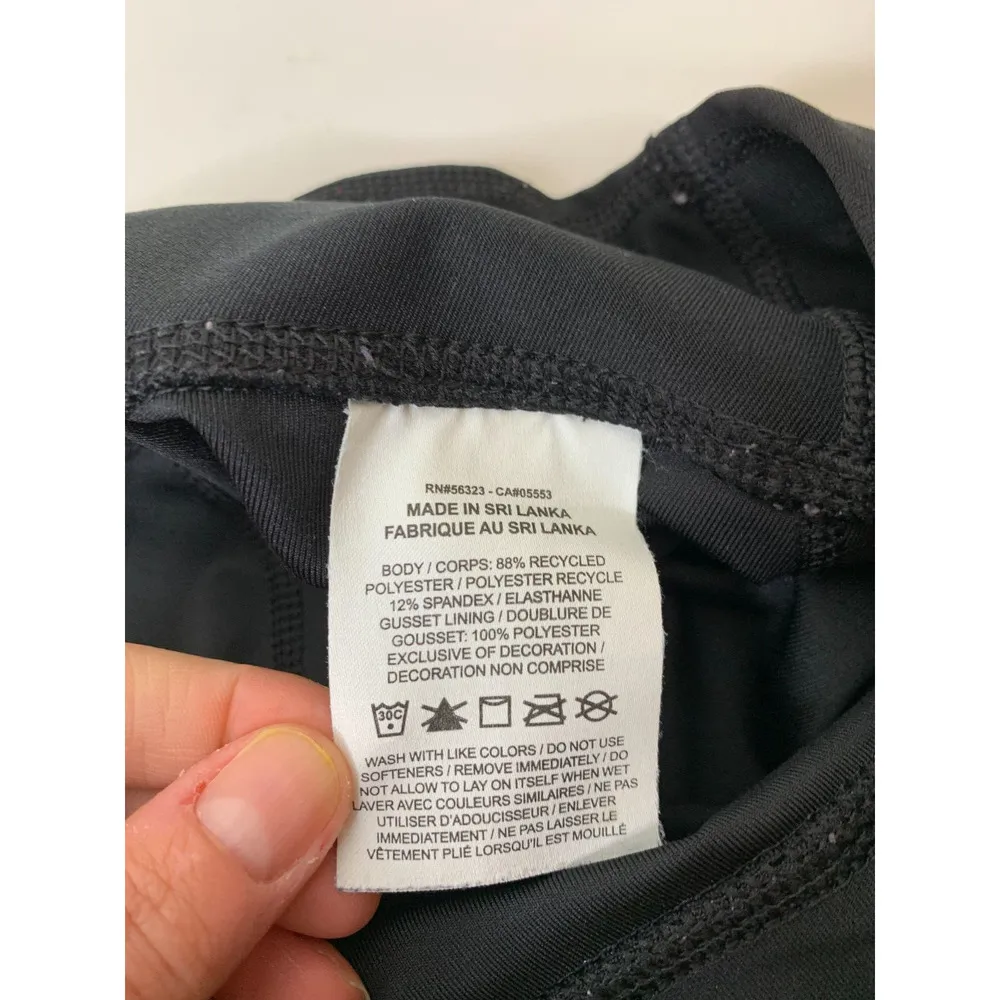 RN#56323 - CA#05553
MADE IN SRI LANKA
FABRIQUE AU SRI LANKA
BODY / CORPS: 88% RECYCLED
POLYESTER / POLYESTER RECYCLE
12% SPANDEX / ELASTHANNE
GUSSET LINING / DOUBLURE DE
GOUSSET: 100% POLYESTER
EXCLUSIVE OF DECORATION /
DECORATION NON COMPRISE
30C
WASH WITH LIKE COLORS / DO NOT USE
SOFTENERS / REMOVE IMMEDIATELY / DO
NOT ALLOW TO LAY ON ITSELF WHEN WET
LAVER AVEC COULEURS SIMILAIRES / NE PAS
UTILISER D'ADOUCISSEUR / ENLEVER
IMMEDIATEMENT / NE PAS LAISSER LE
VÊTEMENT PLIÉ LORSQU'IL EST MOUILLÉ